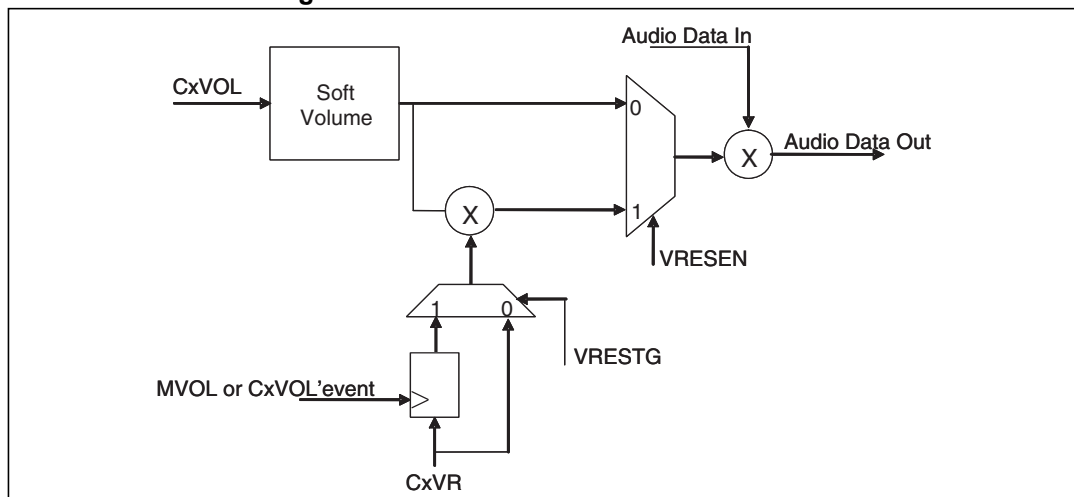 Audio Data In
CxVOL
Soft
Volume
0
X
Audio Data Out
X
1
VRESEN
1
0
VRESTG
MVOL or CxVOL'event
CxVR